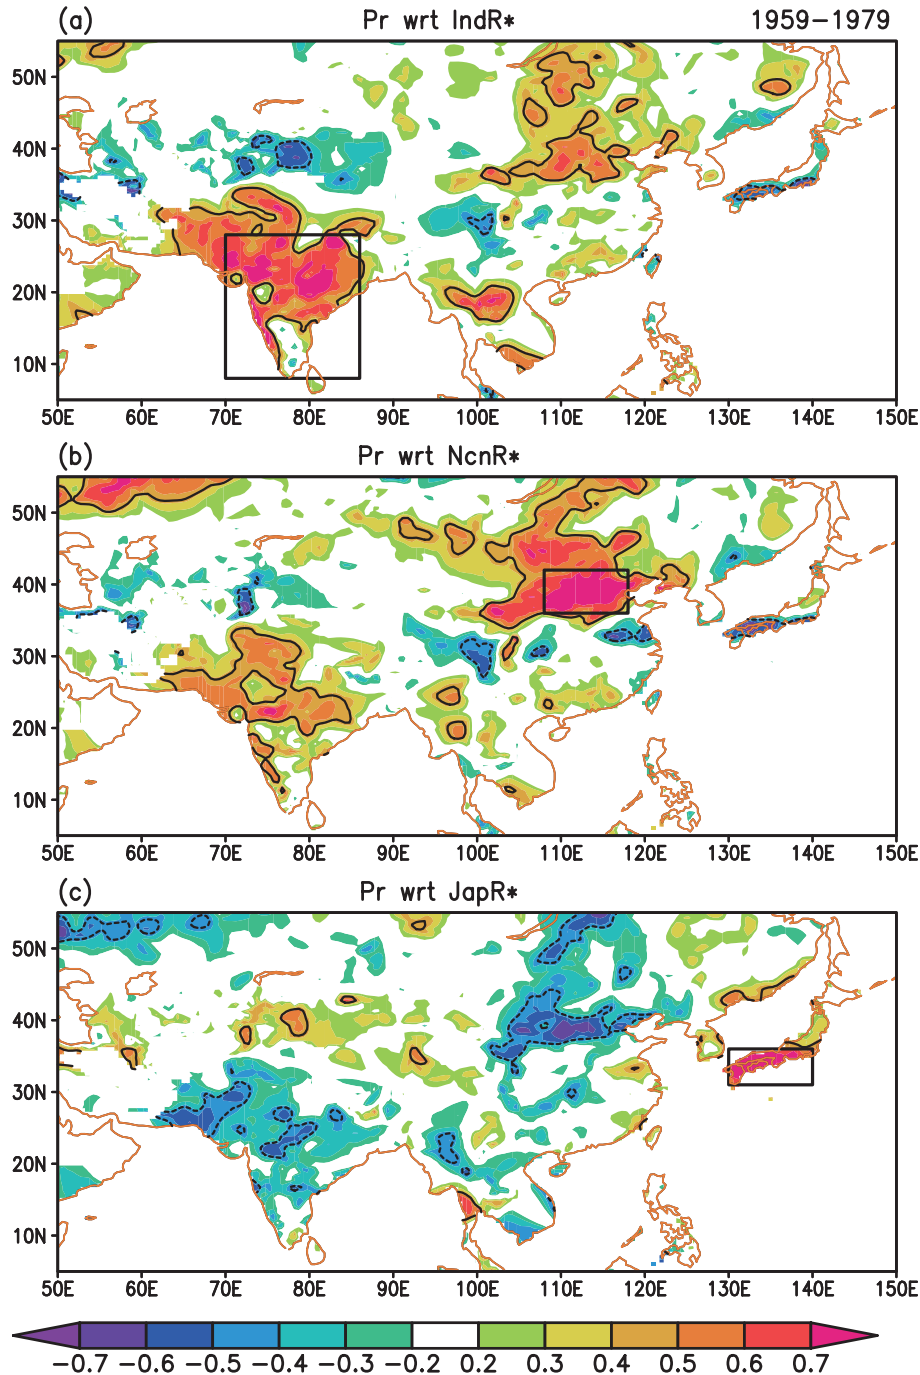 (a) Pr wrt IndR* 1959−1979
50N
40N
30N
20N
10N
50E 60E 70E 80E 90E 100E 110E 120E 130E 140E 150E
(b) Pr wrt NcnR*
50N
40N
30N
20N
10N
50E 60E 70E 80E 90E 100E 110E 120E 130E 140E 150E
(c) Pr wrt JapR*
50N
40N
30N
20N
10N
50E 60E 70E 80E 90E 100E 110E 120E 130E 140E 150E
−0.7 −0.6 −0.5 −0.4 −0.3 −0.2 0.2 0.3 0.4 0.5 0.6 0.7